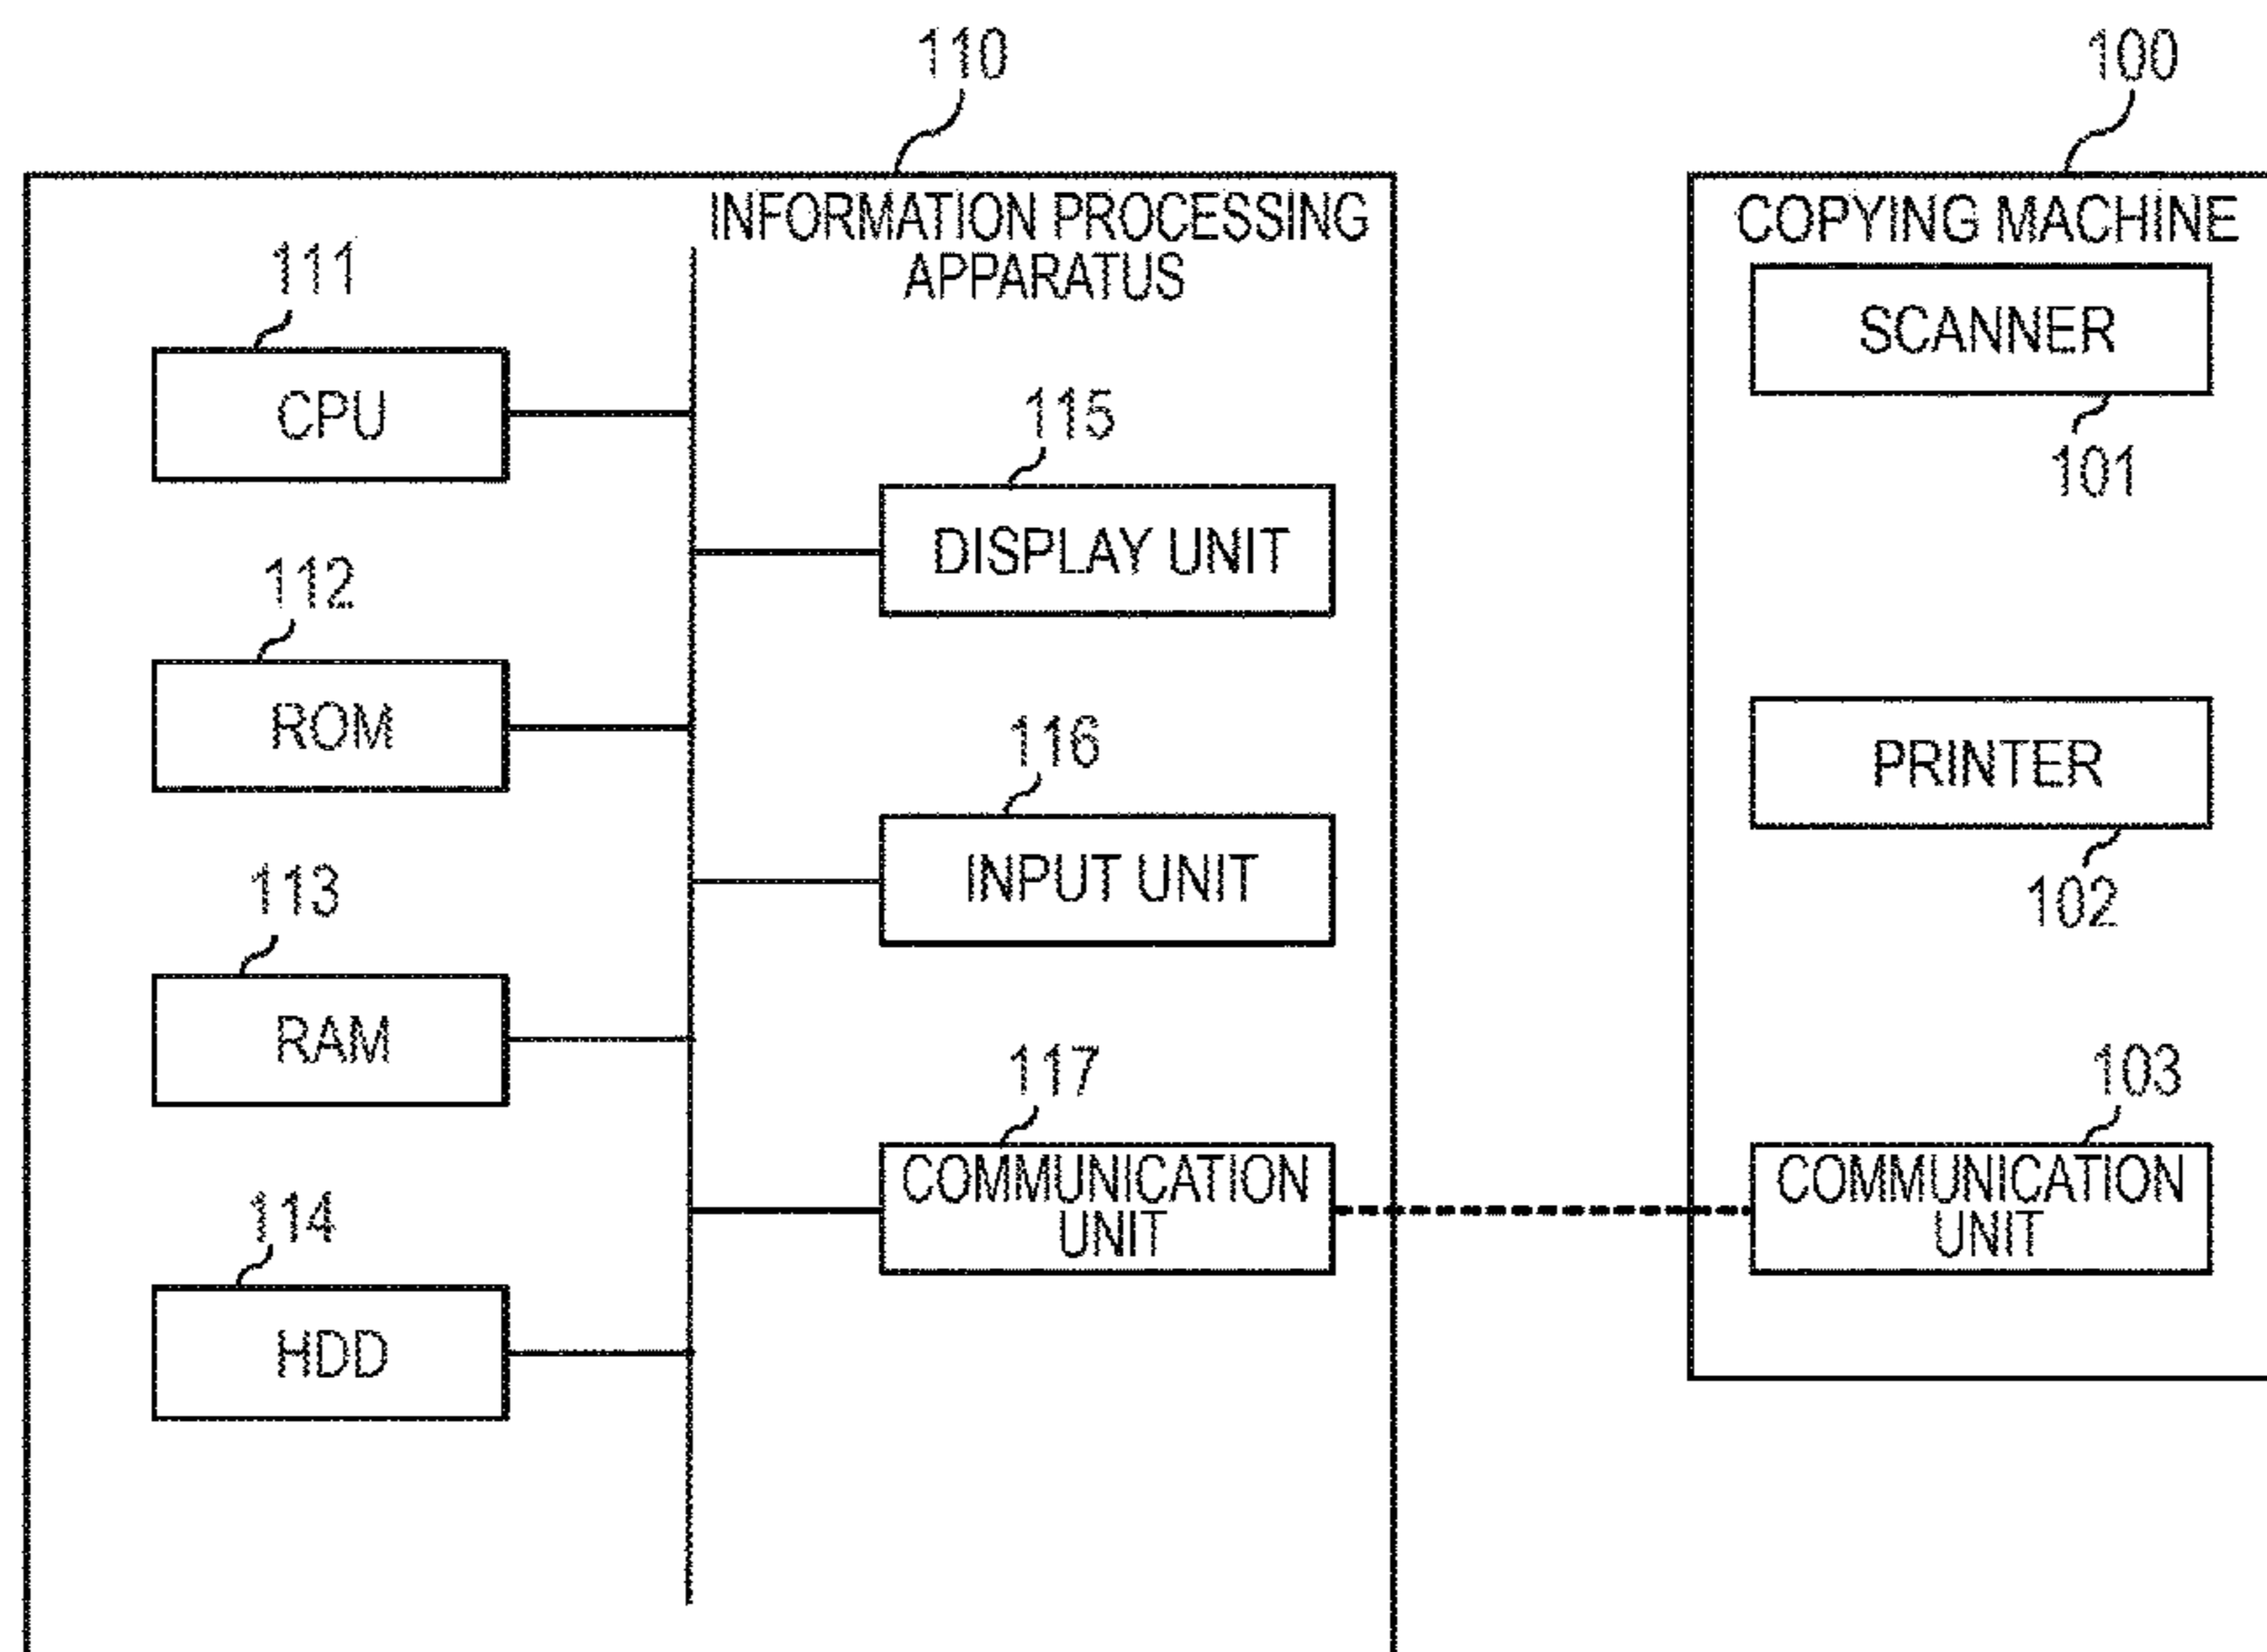 110
100
INFORMATION PROCESSING
APPARATUS
COPYING MACHINE
111
CPU
112
ROM
113
RAM
114
HDD
115
DISPLAY UNIT
116
INPUT UNIT
117
COMMUNICATION
UNIT
SCANNER
101
PRINTER
102
103
COMMUNICATION
UNIT